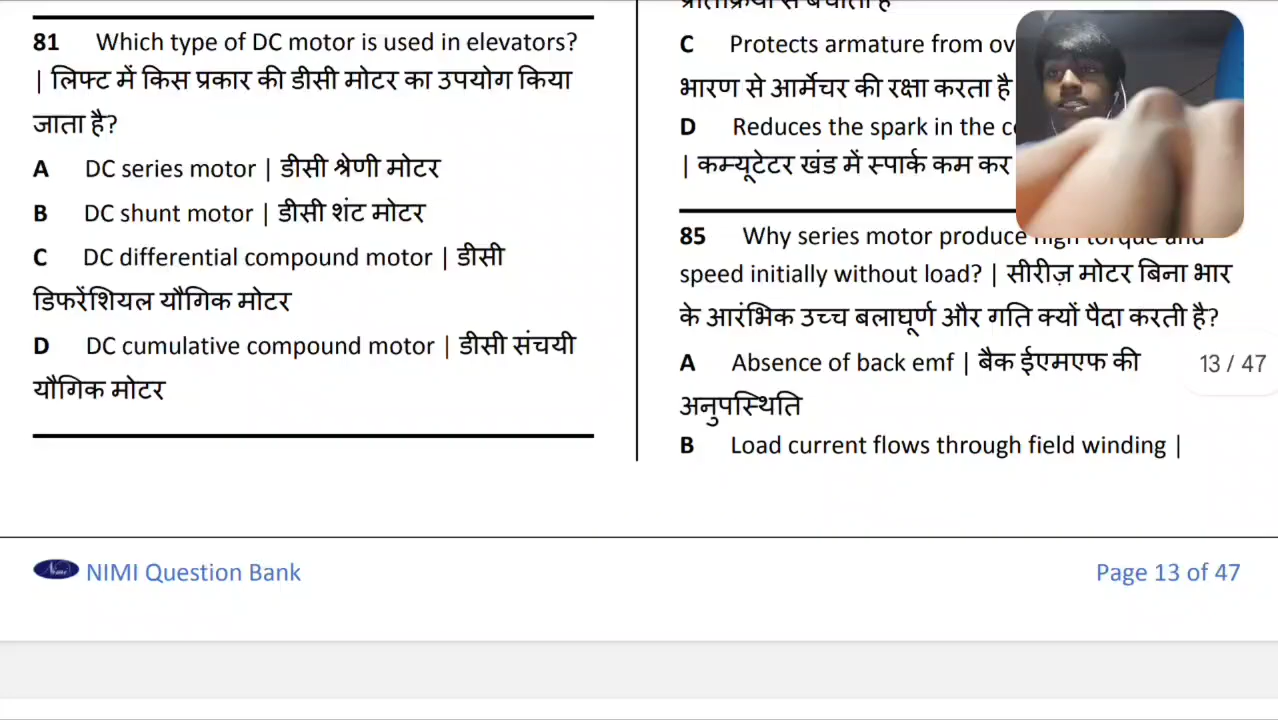 81 Which type of DC motor is used in elevators?
| लिफ्ट में किस प्रकार की डीसी मोटर का उपयोग किया
जाता है?
A DC series motor | डीसी श्रेणी मोटर
B DC shunt motor | डीसी शंट मोटर
C DC differential compound motor | डीसी
डिफरेंशियल यौगिक मोटर
D DC cumulative compound motor | डीसी संचयी
यौगिक मोटर
C Protects armature from
भारण से आर्मेचर की रक्षा करता है
D Reduces the spark in the
| कम्यूटेटर खंड में स्पार्क कम कर
85 Why series motor produce high torque and
speed initially without load? | सीरीज़ मोटर बिना भार
के आरंभिक उच्च बलाघूर्ण और गति क्यों पैदा करती है?
A Absence of back emf | बैक ईएमएफ की
अनुपस्थिति
B Load current flows through field winding |
13 / 47
NIMI Question Bank
Page 13 of 47